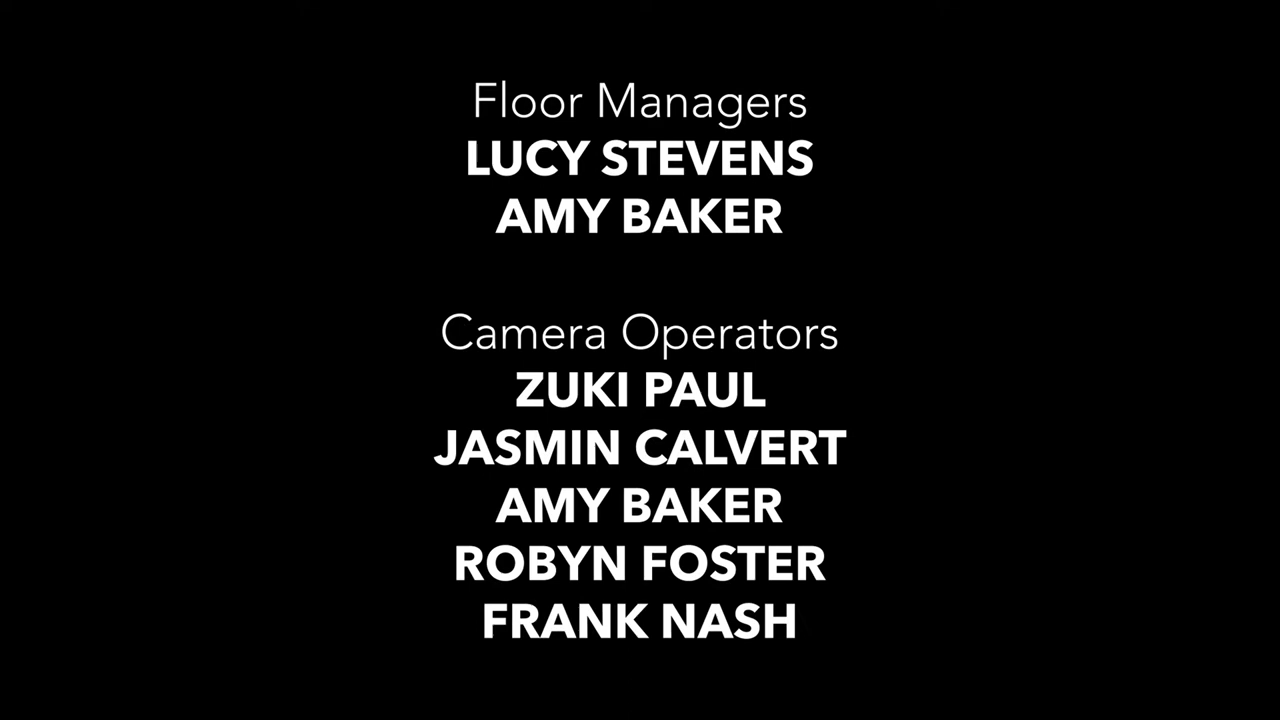 Floor Managers
LUCY STEVENS
AMY BAKER
Camera Operators
ZUKI PAUL
JASMIN CALVERT
AMY BAKER
ROBYN FOSTER
FRANK NASH